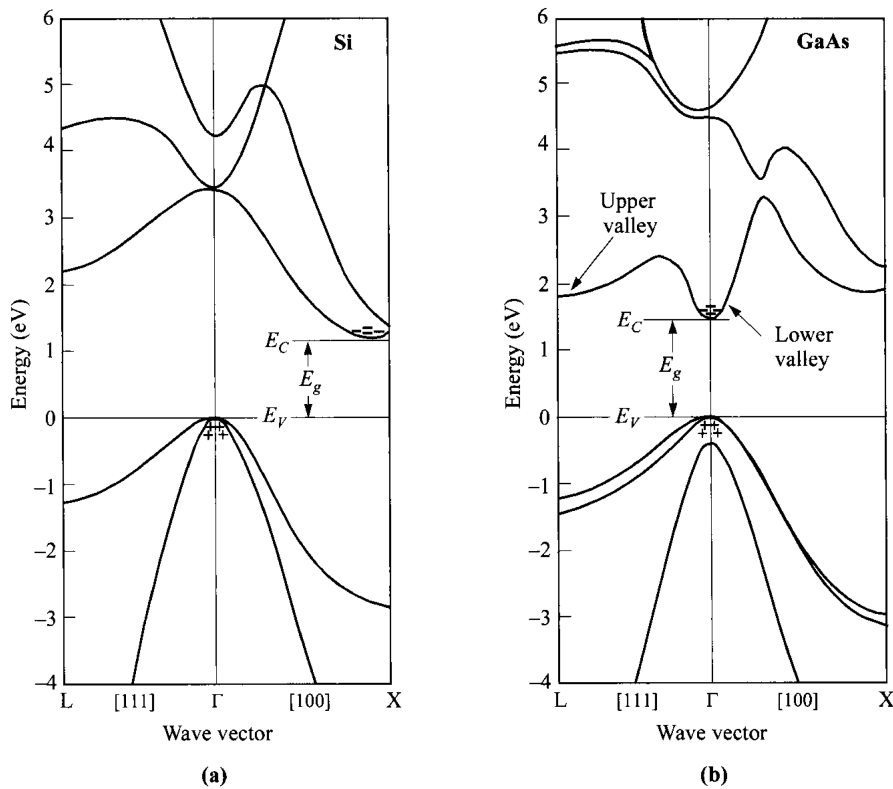 Si
6
5
4
3
2
1
0
−1
−2
−3
−4
Energy (eV)
E_C
E_g
E_V
L
[111]
Γ
[100]
X
Wave vector
(a)
GaAs
6
5
4
3
2
1
0
−1
−2
−3
−4
Energy (eV)
Upper
valley
Lower
valley
E_C
E_g
E_V
L
[111]
Γ
[100]
X
Wave vector
(b)